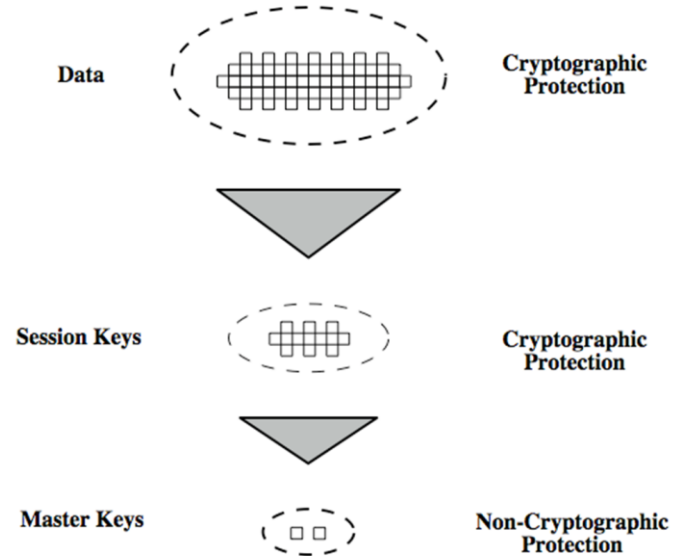 Data
Cryptographic
Protection
Session Keys
Cryptographic
Protection
Master Keys
Non-Cryptographic
Protection